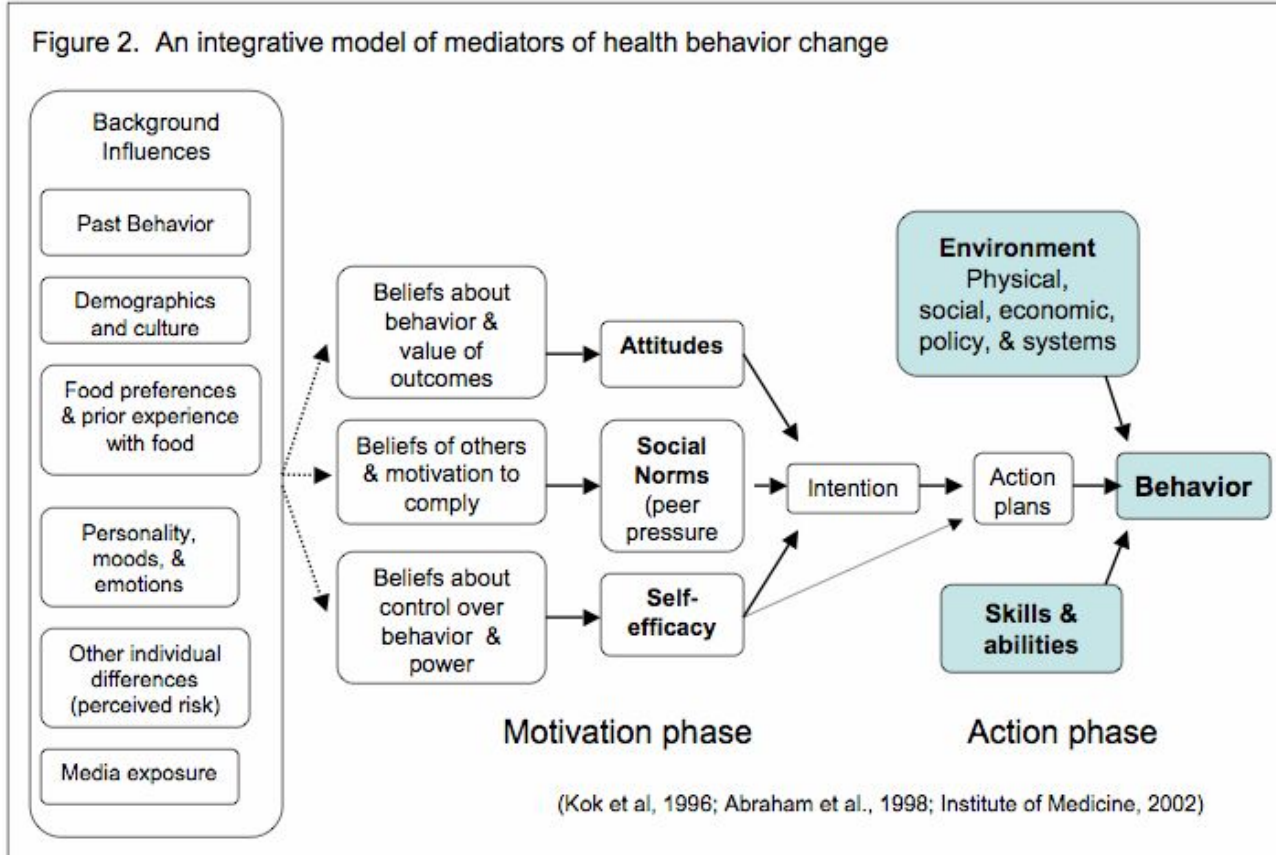 Figure 2. An integrative model of mediators of health behavior change
Background
Influences
Past Behavior
Demographics
and culture
Food preferences
& prior experience
with food
Personality,
moods, &
emotions
Other individual
differences
(perceived risk)
Media exposure
Beliefs about
behavior &
value of
outcomes
Beliefs of others
& motivation to
comply
Beliefs about
control over
behavior &
power
Attitudes
Social
Norms
(peer
pressure
Self-
efficacy
Intention
Action
plans
Environment
Physical,
social, economic,
policy, & systems
Behavior
Skills &
abilities
Motivation phase
Action phase
(Kok et al, 1996; Abraham et al., 1998; Institute of Medicine, 2002)